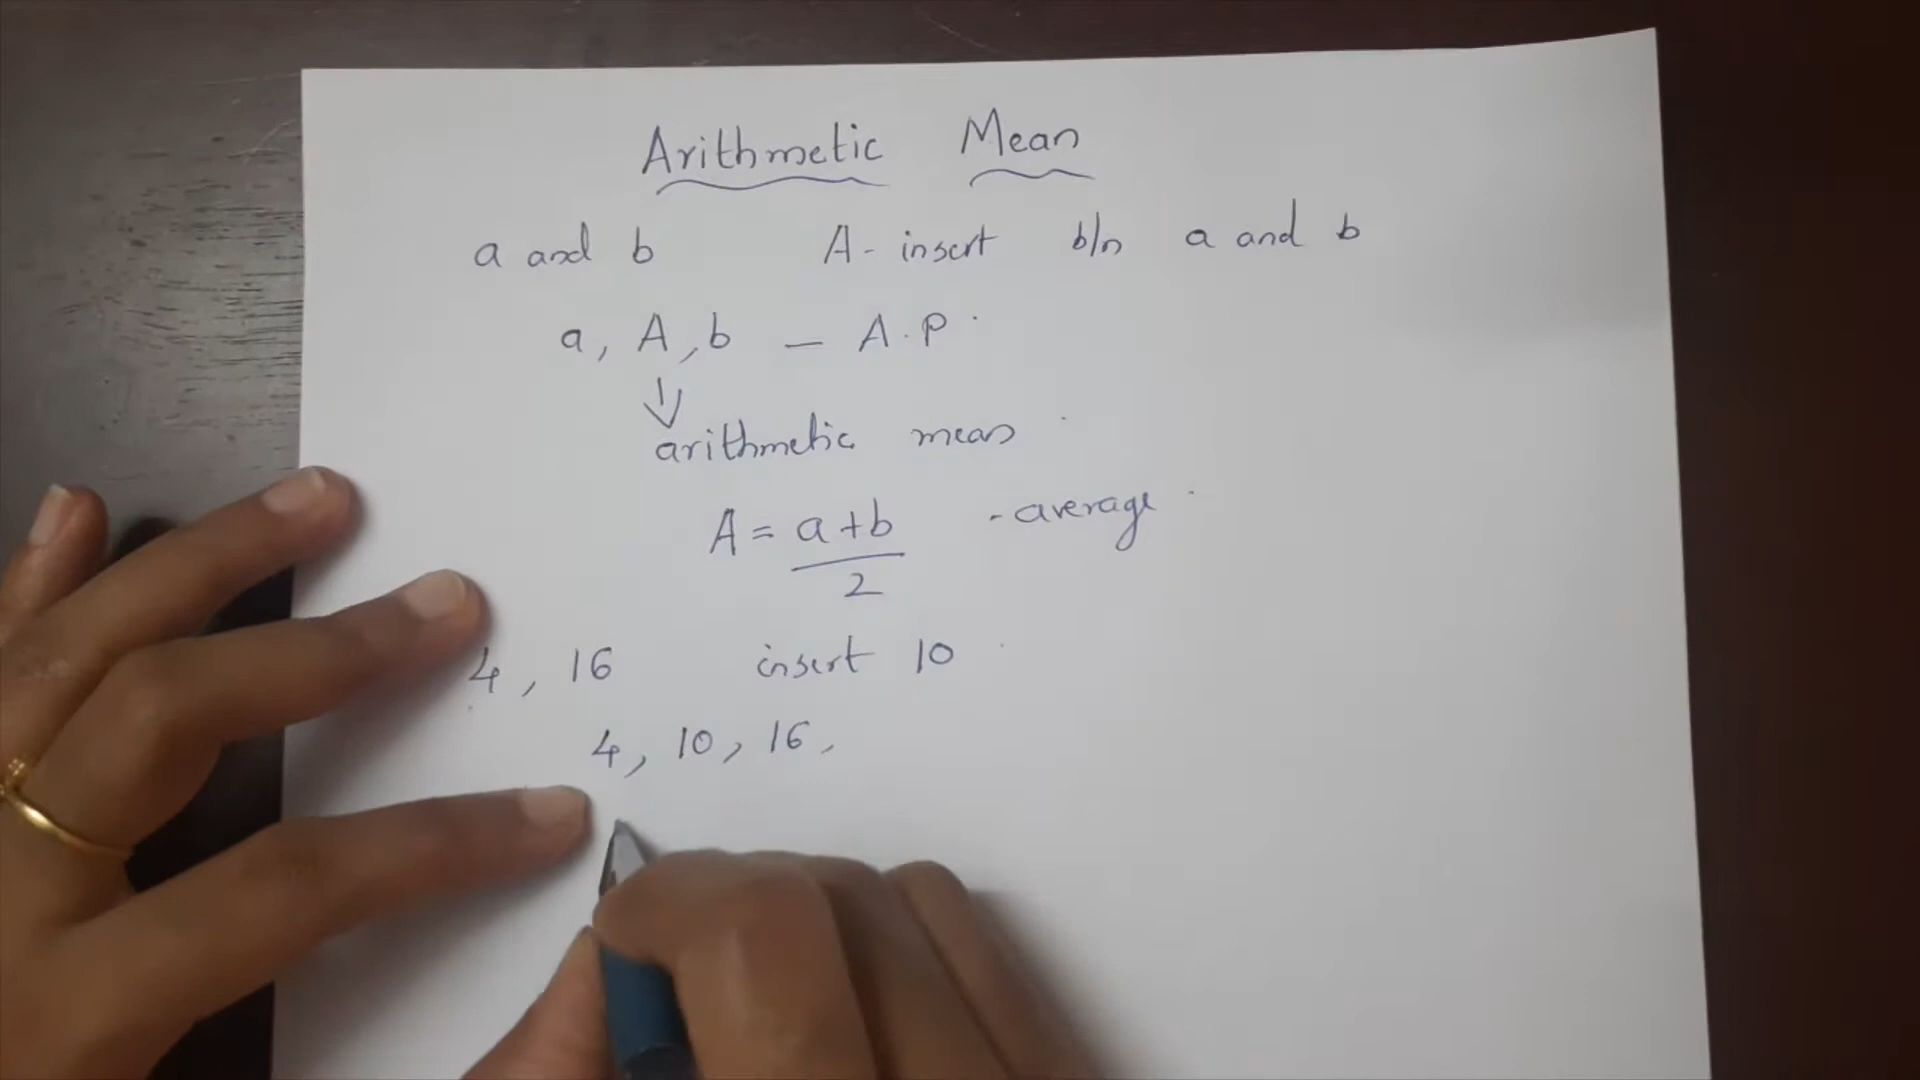 Arithmetic Mean
a and b A - insert b/n a and b
a, A, b — A.P.
↓
arithmetic mean
A = a+b/2 - average.
4, 16 insert 10
4, 10, 16,